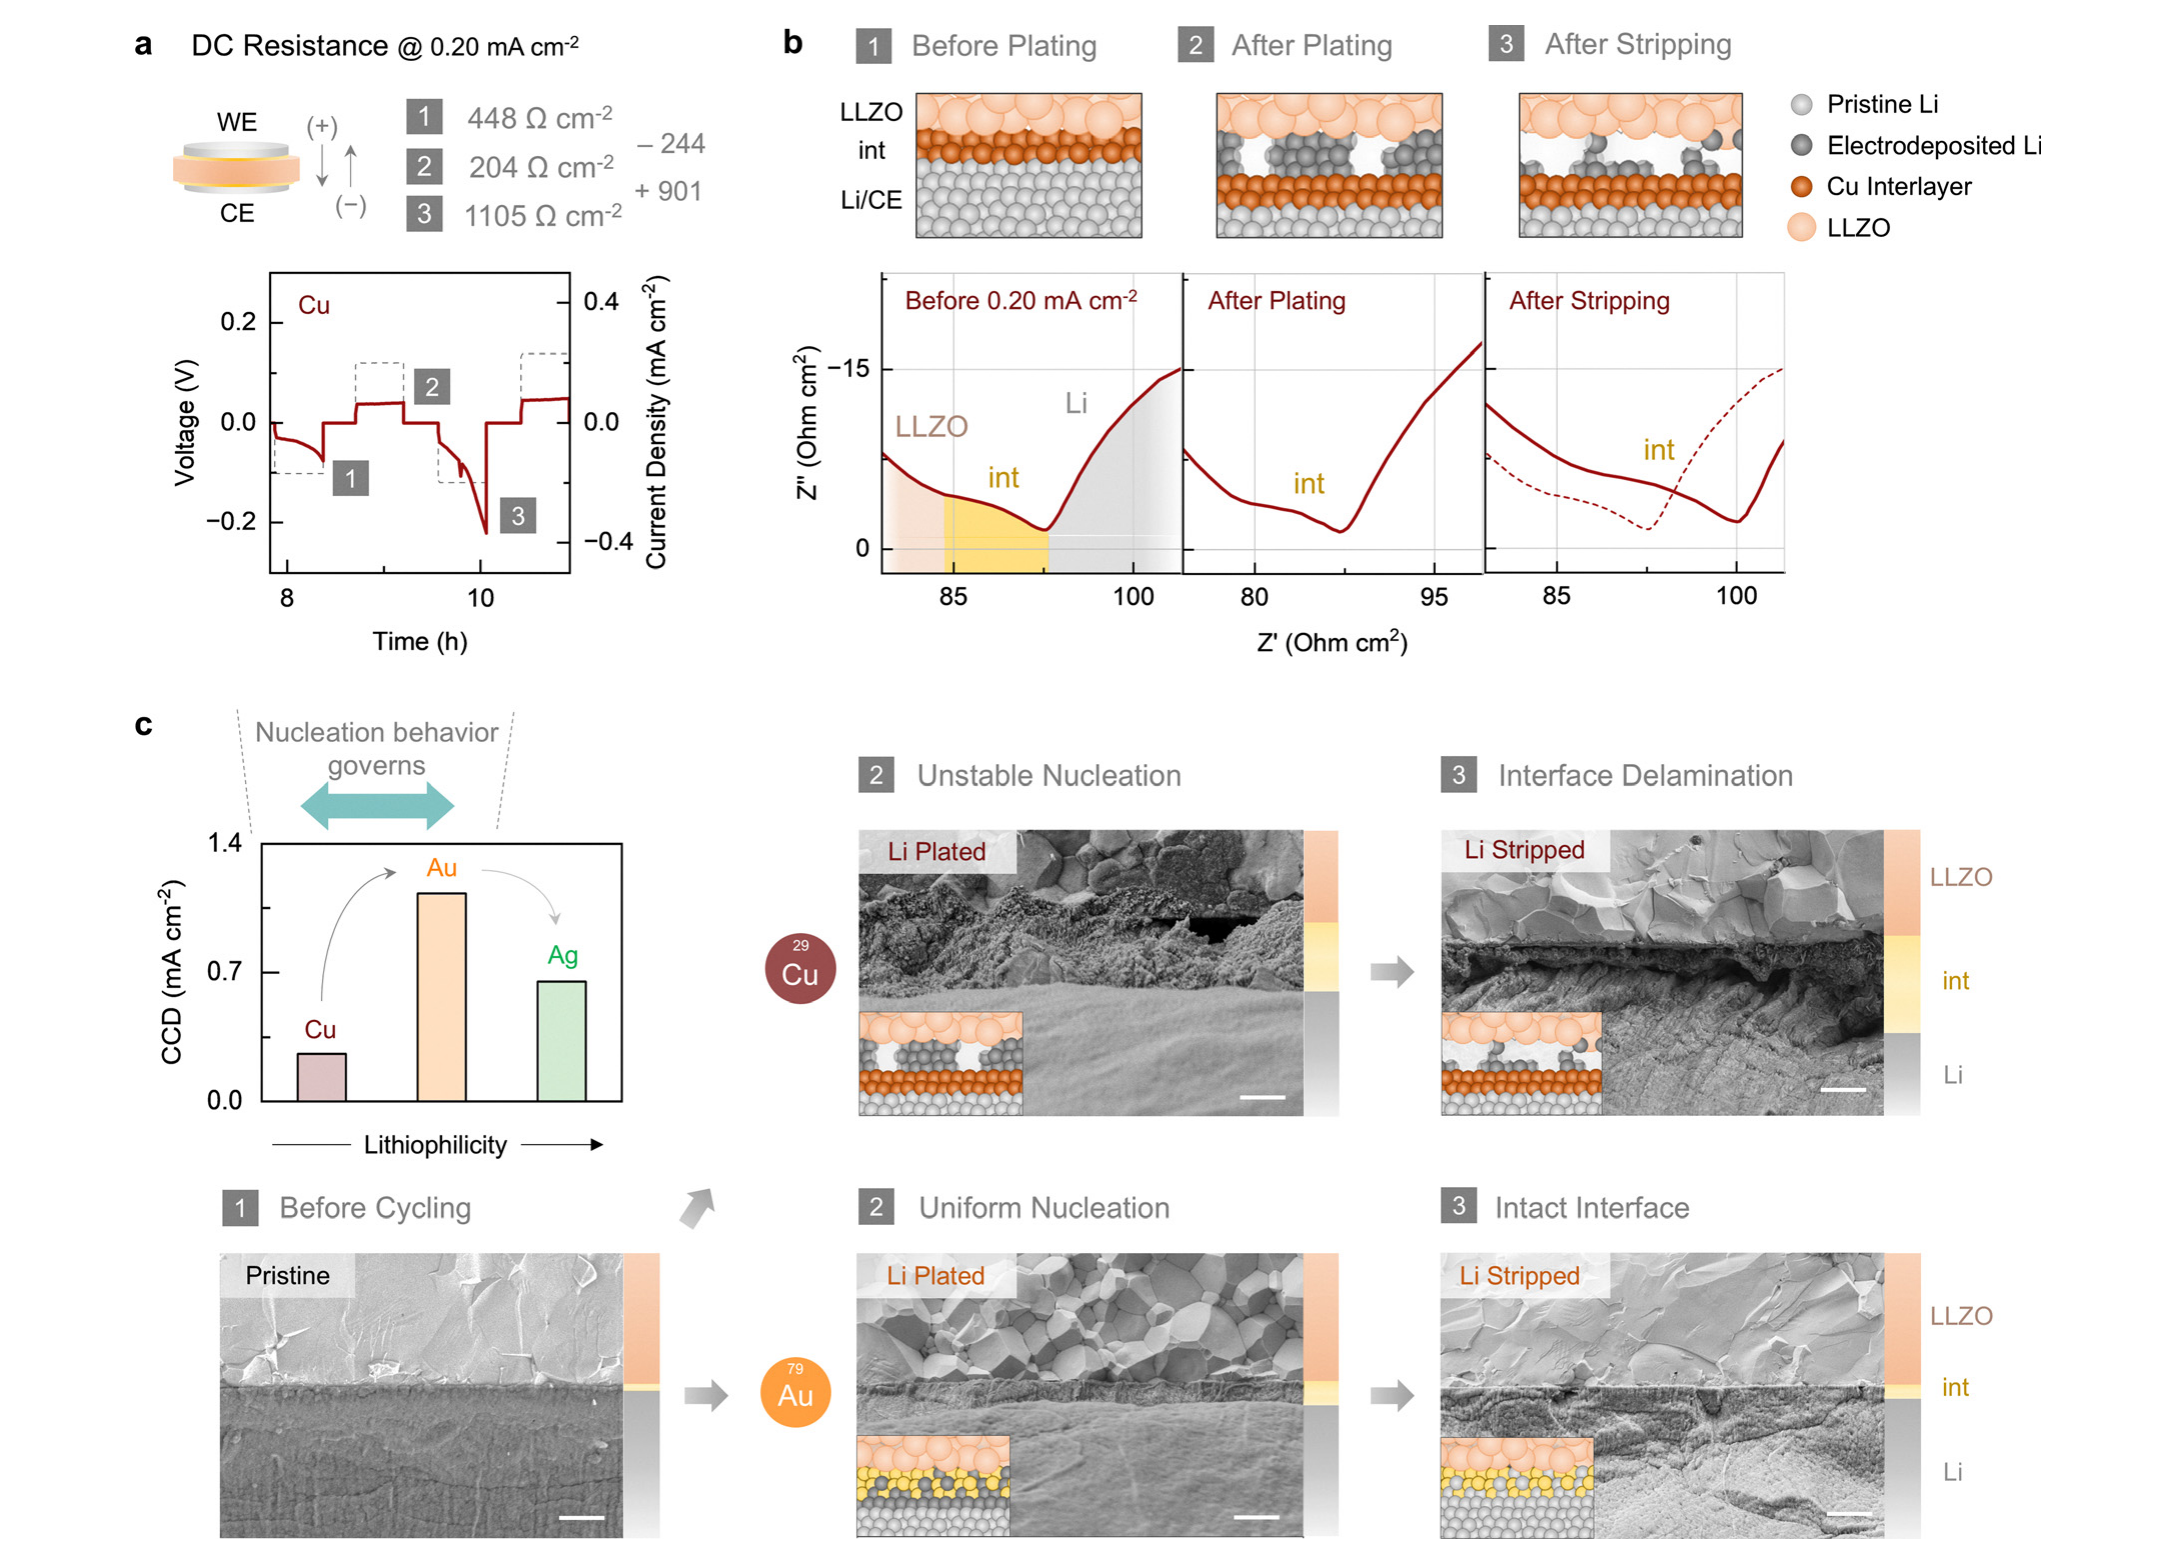 a DC Resistance @ 0.20 mA cm-2
WE
CE
(+)
(−)
1 448 Ω cm-2
2 204 Ω cm-2
3 1105 Ω cm-2
– 244
+ 901
Cu
0.2
0.0
−0.2
Voltage (V)
0.4
0.0
−0.4
Current Density (mA cm-2)
1
2
3
8 10
Time (h)
b 1 Before Plating 2 After Plating 3 After Stripping
LLZO
int
Li/CE
Pristine Li
Electrodeposited Li
Cu Interlayer
LLZO
Before 0.20 mA cm-2 After Plating After Stripping
LLZO
int
Li
int
int
−15
0
Z'' (Ohm cm2)
85 100 80 95 85 100
Z' (Ohm cm2)
c
Nucleation behavior
governs
1.4
0.7
0.0
CCD (mA cm-2)
Cu
Au
Ag
Lithiophilicity
2 Unstable Nucleation 3 Interface Delamination
29
Cu
Li Plated
Li Stripped
LLZO
int
Li
1 Before Cycling 2 Uniform Nucleation 3 Intact Interface
Pristine
79
Au
Li Plated
Li Stripped
LLZO
int
Li